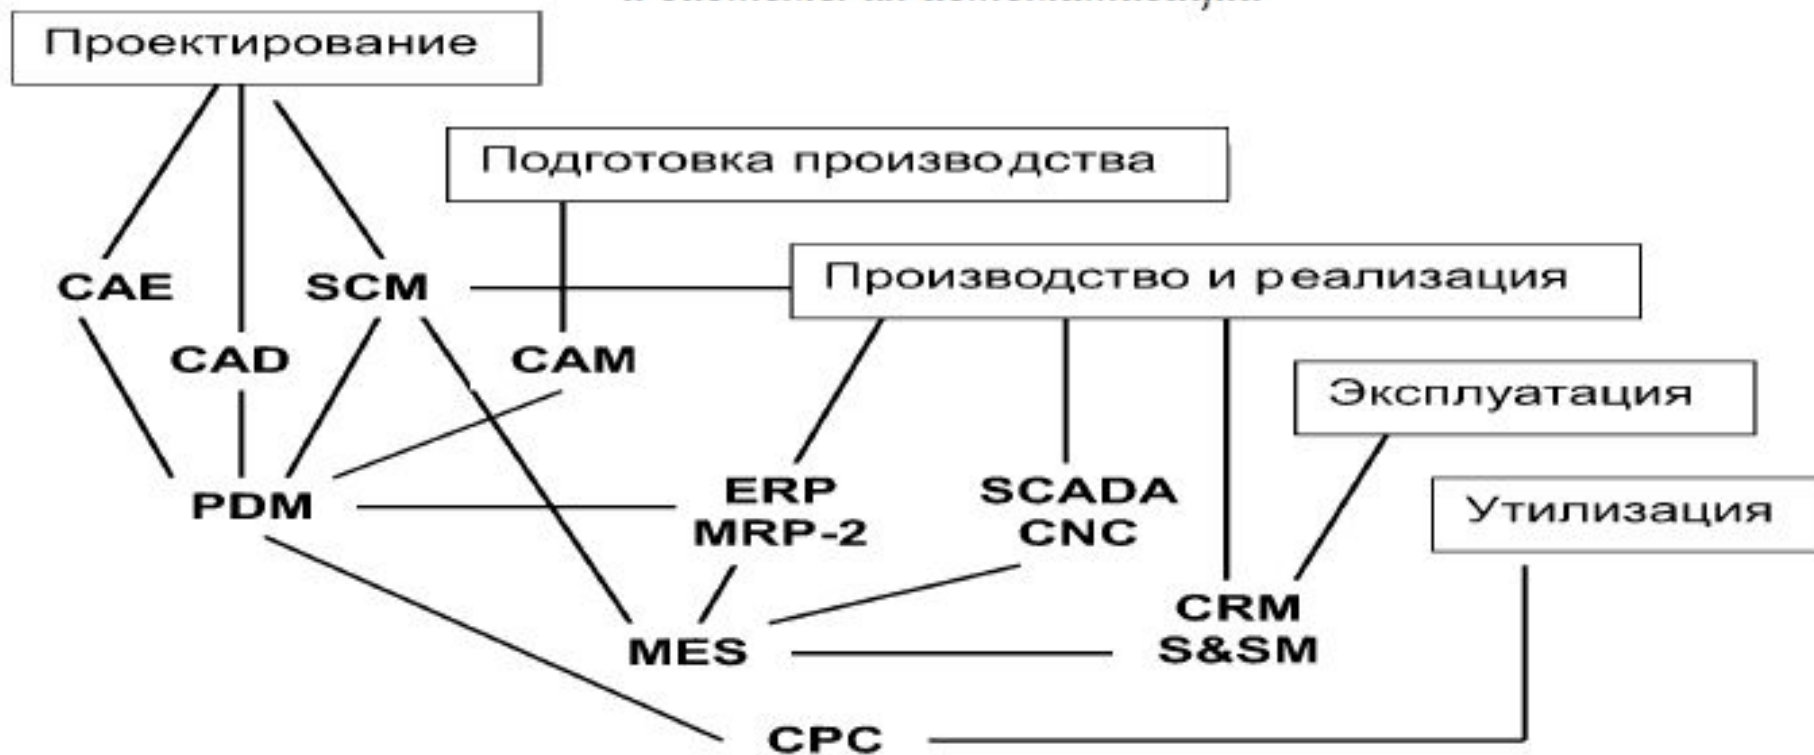 Проектирование
Подготовка производства
Производство и реализация
Эксплуатация
Утилизация
CAE
SCM
CAD
CAM
PDM
ERP
MRP-2
SCADA
CNC
CRM
S&SM
MES
CPC